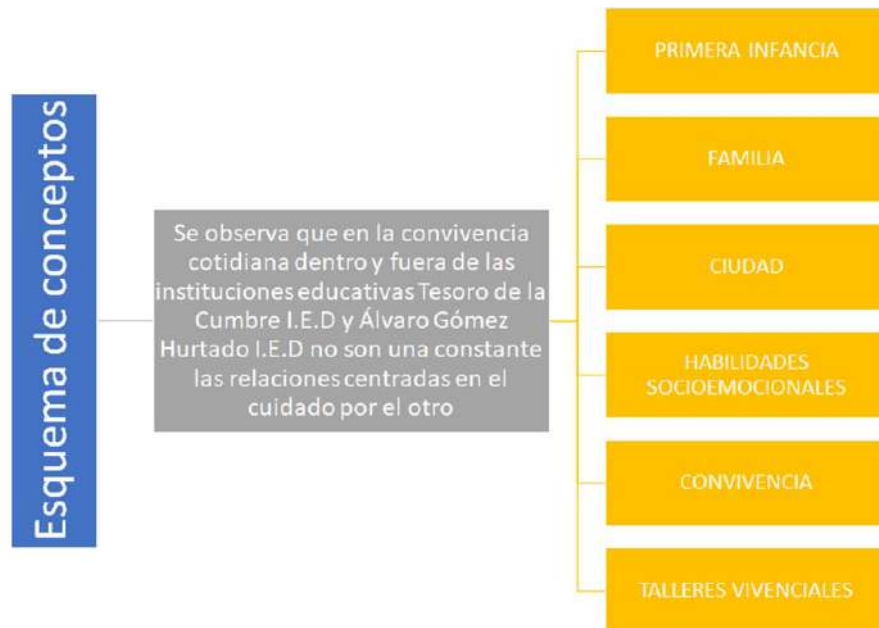 Esquema de conceptos
Se observa que en la convivencia
cotidiana dentro y fuera de las
instituciones educativas Tesoro de la
Cumbre I.E.D y Álvaro Gómez
Hurtado I.E.D no son una constante
las relaciones centradas en el
cuidado por el otro
PRIMERA INFANCIA
FAMILIA
CIUDAD
HABILIDADES
SOCIOEMOCIONALES
CONVIVENCIA
TALLERES VIVENCIALES